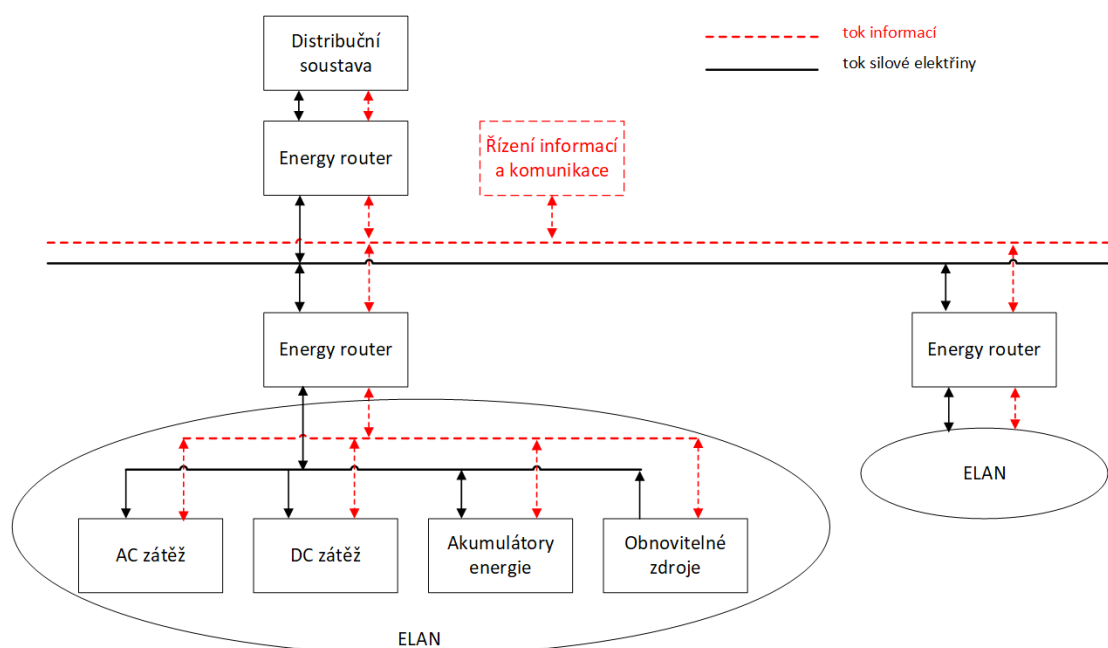 Distribuční
soustava
tok informací
tok silové elektřiny
Energy router
Řízení informací
a komunikace
Energy router
Energy router
ELAN
AC zátěž
DC zátěž
Akumulátory
energie
Obnovitelné
zdroje
ELAN